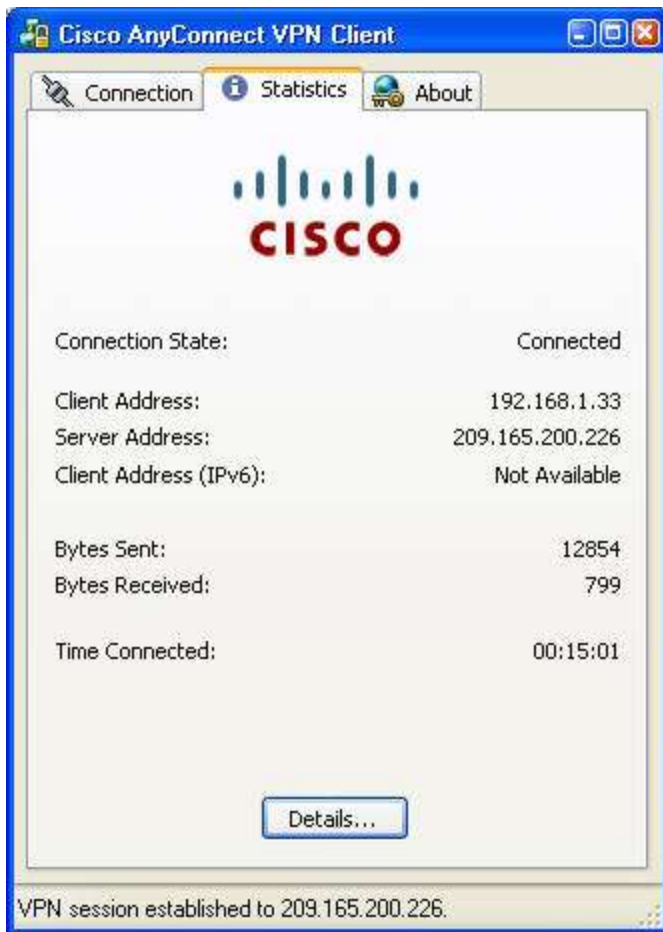 Cisco AnyConnect VPN Client
Connection Statistics About
CISCO
Connection State: Connected
Client Address: 192.168.1.33
Server Address: 209.165.200.226
Client Address (IPv6): Not Available
Bytes Sent: 12854
Bytes Received: 799
Time Connected: 00:15:01
Details...
VPN session established to 209.165.200.226.